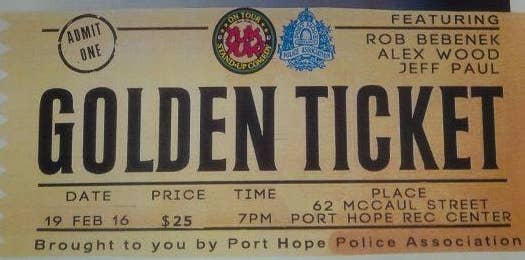 ADMIT
ONE
ON TOUR
STAND-UP COMEDY
POLICE ASSOCIATION
FEATURING
ROB BEBENEK
ALEX WOOD
JEFF PAUL
GOLDEN TICKET
DATE PRICE TIME PLACE
62 MCCAUL STREET
19 FEB 16 $25 7PM PORT HOPE REC CENTER
Brought to you by Port Hope Police Association